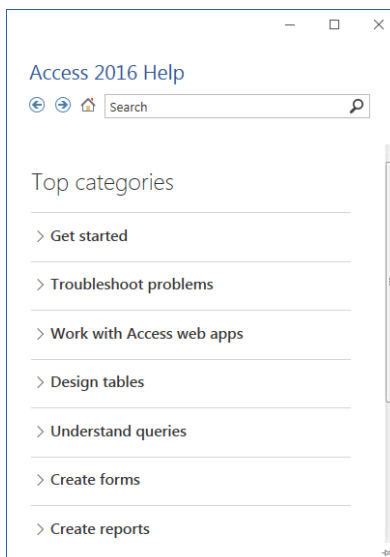 Access 2016 Help
Search
Top categories
Get started
Troubleshoot problems
Work with Access web apps
Design tables
Understand queries
Create forms
Create reports